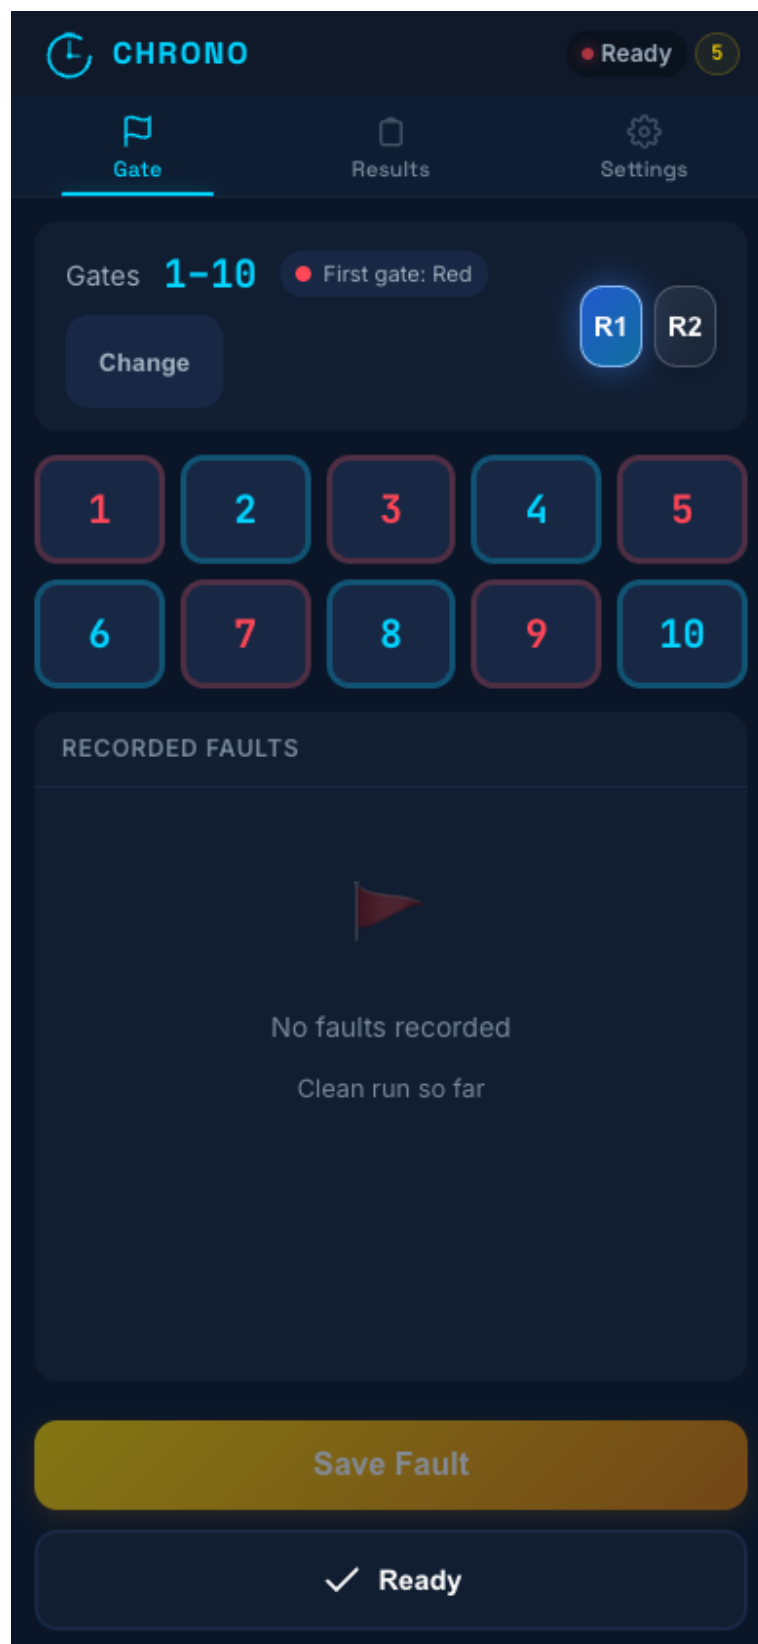 CHRONO
Ready 5
Gate Results Settings
Gates 1-10 First gate: Red
R1 R2
Change
1 2 3 4 5
6 7 8 9 10
RECORDED FAULTS
No faults recorded
Clean run so far
Save Fault
Ready